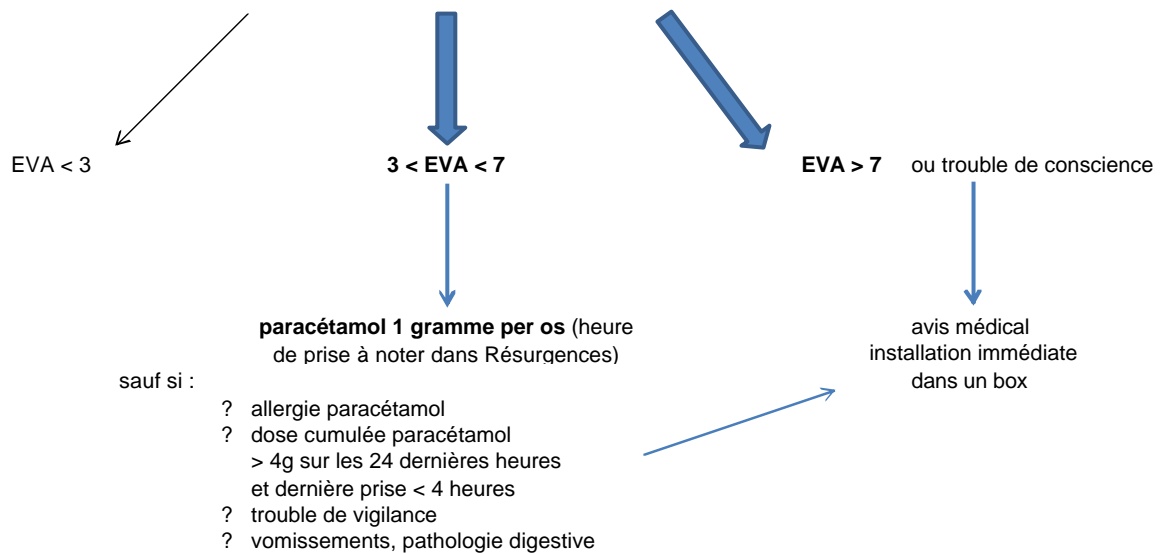 EVA < 3
3 < EVA < 7
EVA > 7 ou trouble de conscience
paracétamol 1 gramme per os (heure
de prise à noter dans Résurgences)
avis médical
installation immédiate
dans un box
sauf si :
? allergie paracétamol
? dose cumulée paracétamol
> 4g sur les 24 dernières heures
et dernière prise < 4 heures
? trouble de vigilance
? vomissements, pathologie digestive